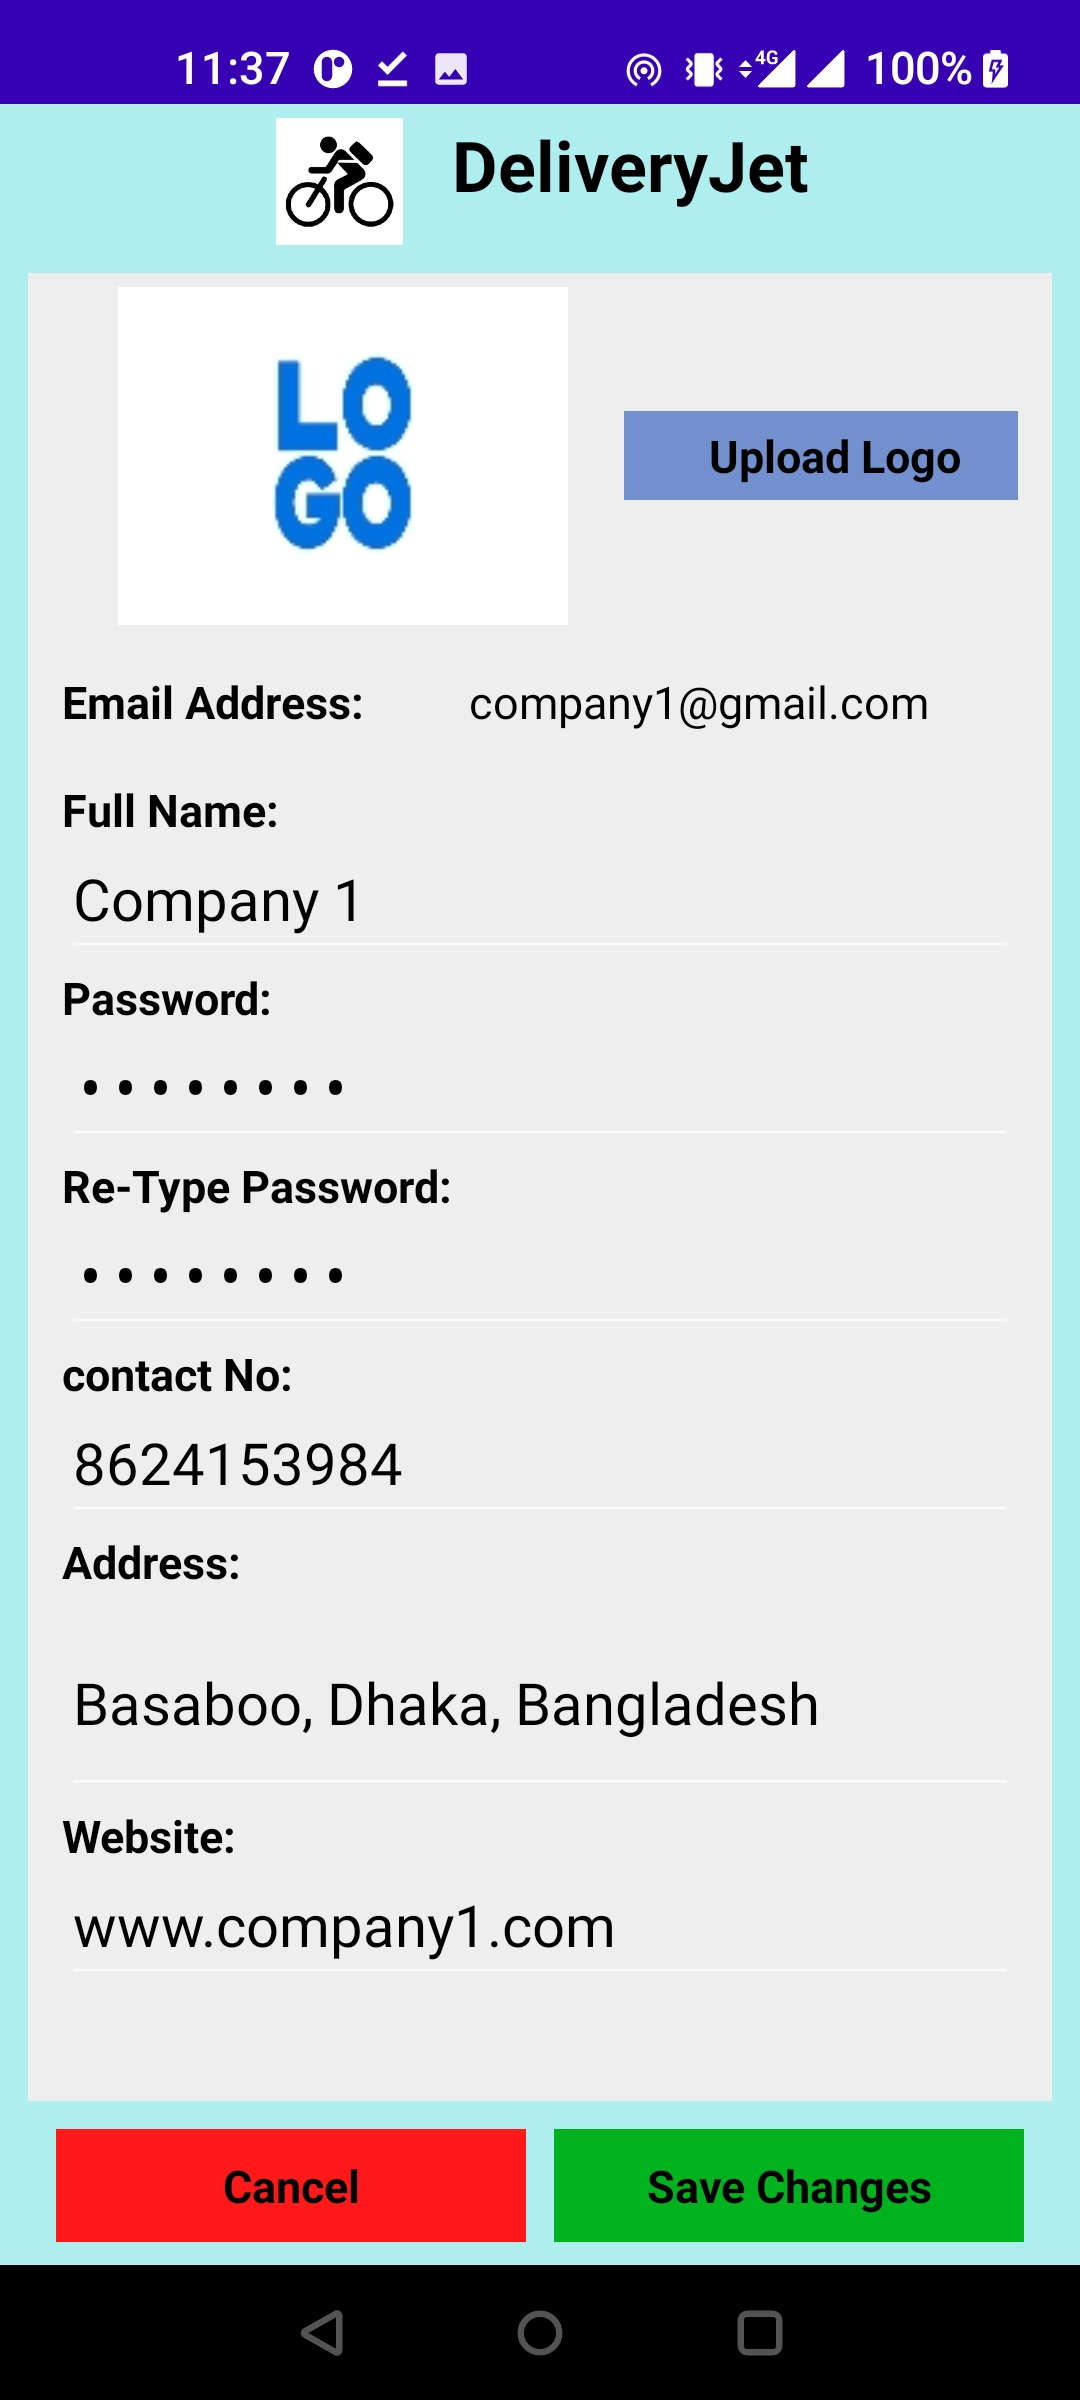 11:37 4G 100%
DeliveryJet
LO
GO
Upload Logo
Email Address: company1@gmail.com
Full Name:
Company 1
Password:
••••••••
Re-Type Password:
••••••••
contact No:
8624153984
Address:
Basaboo, Dhaka, Bangladesh
Website:
www.company1.com
Cancel Save Changes